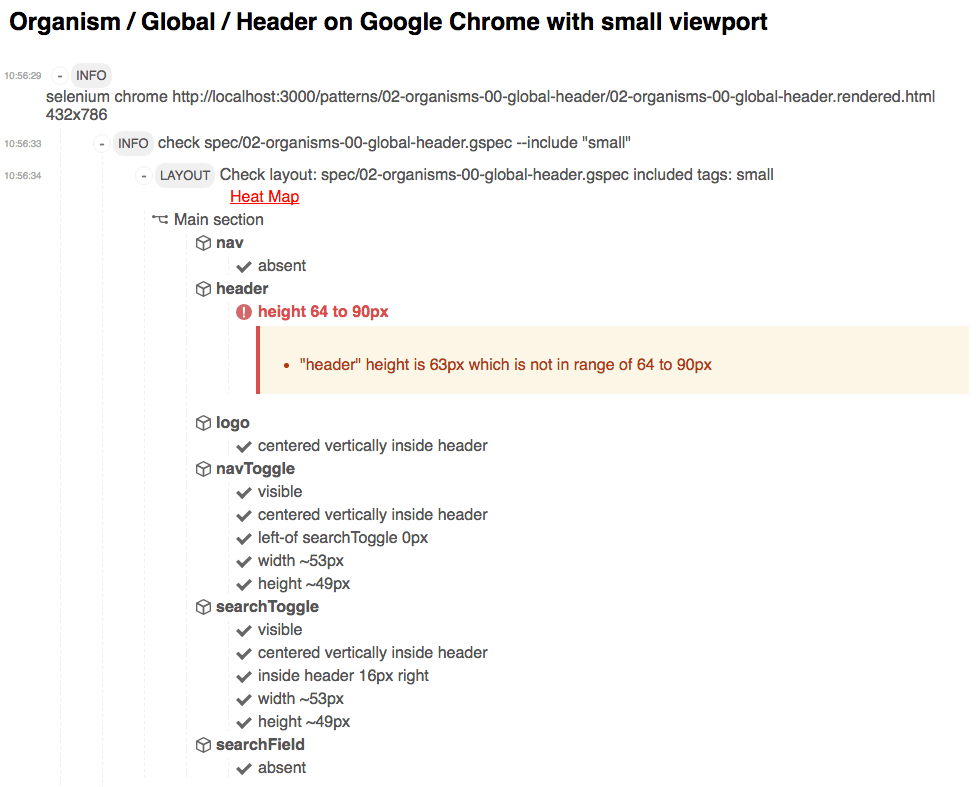 Organism / Global / Header on Google Chrome with small viewport
10:56:29 - INFO
selenium chrome http://localhost:3000/patterns/02-organisms-00-global-header/02-organisms-00-global-header.rendered.html
432x786
10:56:33 - INFO check spec/02-organisms-00-global-header.gspec --include "small"
10:56:34 - LAYOUT Check layout: spec/02-organisms-00-global-header.gspec included tags: small
Heat Map
Main section
nav
absent
header
height 64 to 90px
• "header" height is 63px which is not in range of 64 to 90px
logo
centered vertically inside header
navToggle
visible
centered vertically inside header
left-of searchToggle 0px
width ~53px
height ~49px
searchToggle
visible
centered vertically inside header
inside header 16px right
width ~53px
height ~49px
searchField
absent